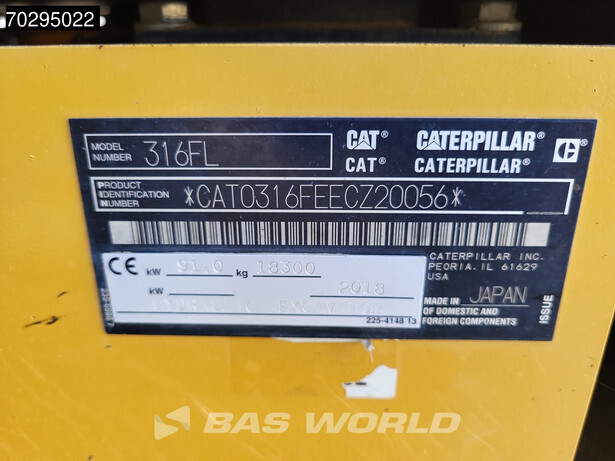 70295022
MODEL NUMBER 316FL
CAT® CATERPILLAR®
CAT® CATERPILLAR®
PRODUCT IDENTIFICATION NUMBER *CAT0316FEECZ20056*
CATERPILLAR INC.
PEORIA. IL 61629
USA
CE kW 91.0 kg 18300
kW 2018
225-4148 13
MADE IN JAPAN
OF DOMESTIC AND
FOREIGN COMPONENTS
ISSUE
BAS WORLD